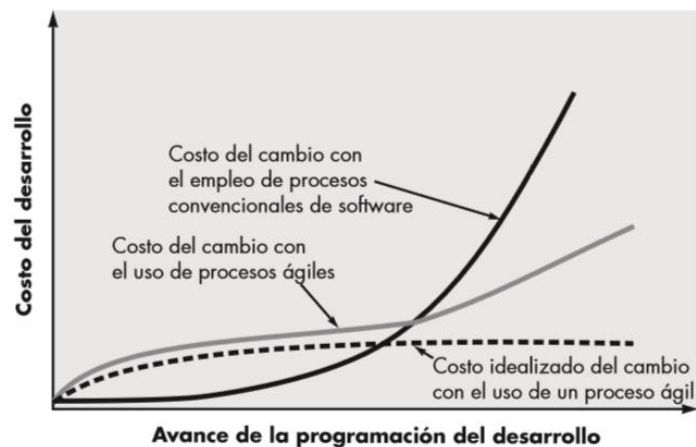 Costo del desarrollo
Costo del cambio con
el empleo de procesos
convencionales de software
Costo del cambio con
el uso de procesos ágiles
Costo idealizado del cambio
con el uso de un proceso ágil
Avance de la programación del desarrollo